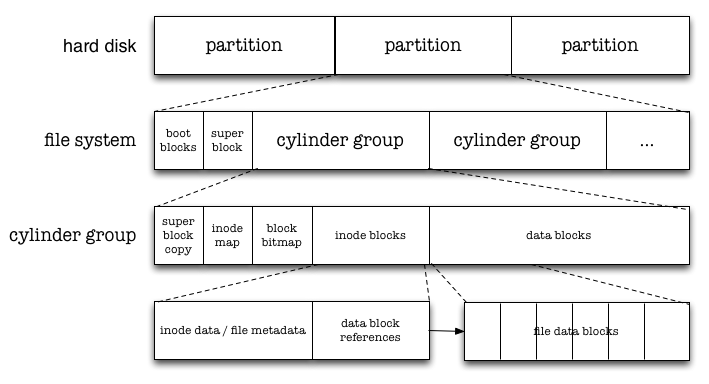 hard disk
partition
partition
partition
file system
boot
blocks
super
block
cylinder group
cylinder group
...
cylinder group
super
block
copy
inode
map
block
bitmap
inode blocks
data blocks
inode data / file metadata
data block
references
file data blocks